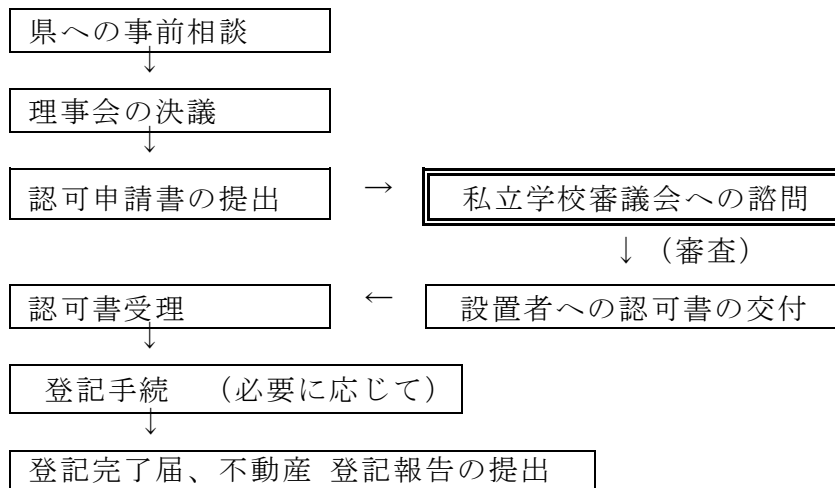 県への事前相談
↓
理事会の決議
↓
認可申請書の提出 → 私立学校審議会への諮問
↓（審査）
認可書受理 ← 設置者への認可書の交付
↓
登記手続　（必要に応じて）
↓
登記完了届、不動産 登記報告の提出